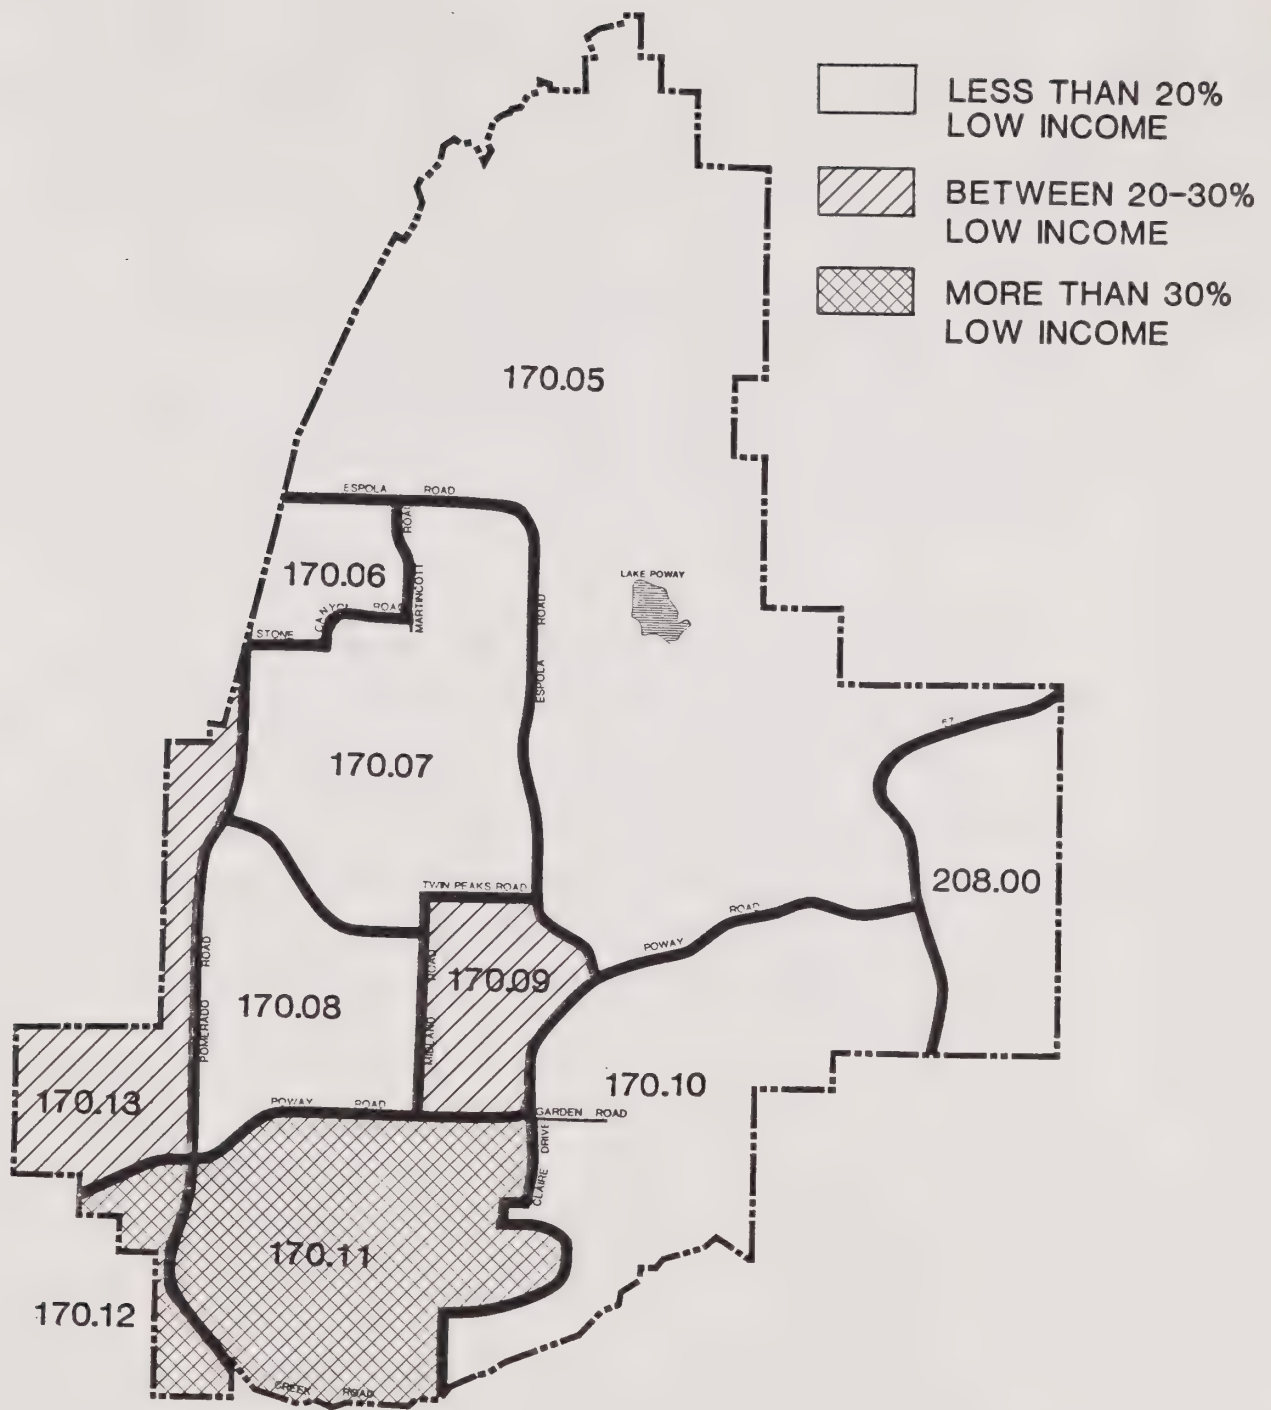 LESS THAN 20%
LOW INCOME
BETWEEN 20-30%
LOW INCOME
MORE THAN 30%
LOW INCOME
170.05
ESPOLA ROAD
ROAD
MARTINCOTT
170.06
CANYON ROAD
STONE
LAKE POWAY
ESPOLA ROAD
67
170.07
208.00
TWIN PEAKS ROAD
POWAY ROAD
170.09
MIDLAND ROAD
170.08
POMERADO ROAD
170.10
170.13
POWAY ROAD
GARDEN ROAD
CLAIRE DRIVE
170.11
170.12
CREEK ROAD